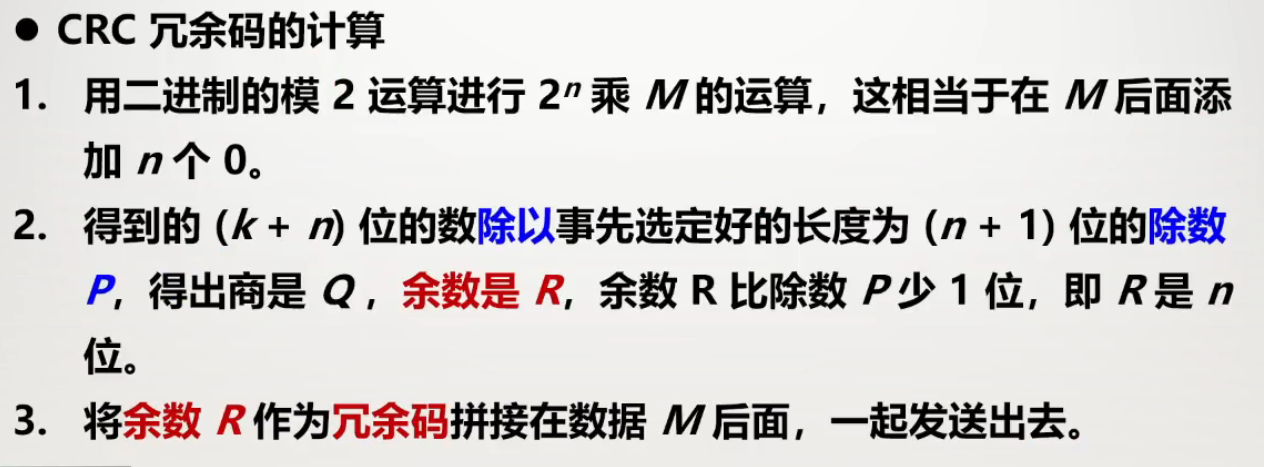 ● CRC 冗余码的计算
1. 用二进制的模 2 运算进行 2ⁿ 乘 M 的运算，这相当于在 M 后面添
加 n 个 0。
2. 得到的 (k + n) 位的数除以事先选定好的长度为 (n + 1) 位的除数
P，得出商是 Q，余数是 R，余数 R 比除数 P 少 1 位，即 R 是 n
位。
3. 将余数 R 作为冗余码拼接在数据 M 后面，一起发送出去。